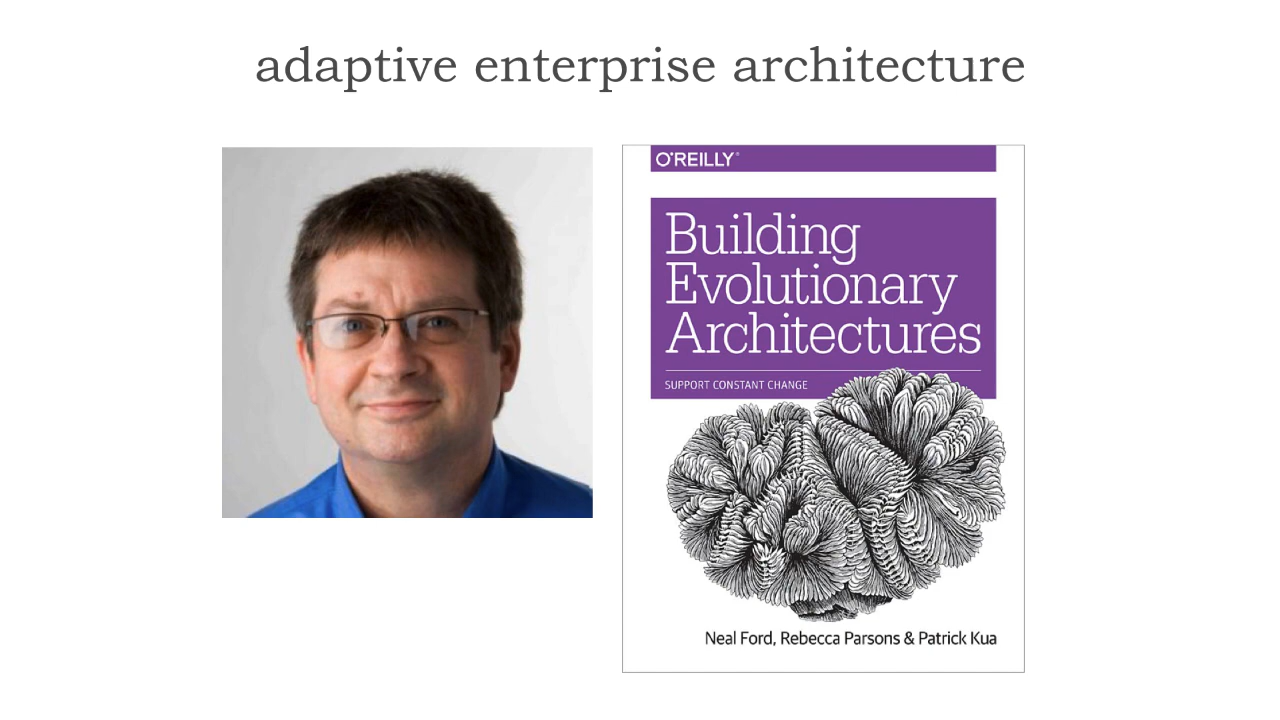 adaptive enterprise architecture
O'REILLY®
Building
Evolutionary
Architectures
SUPPORT CONSTANT CHANGE
Neal Ford, Rebecca Parsons & Patrick Kua